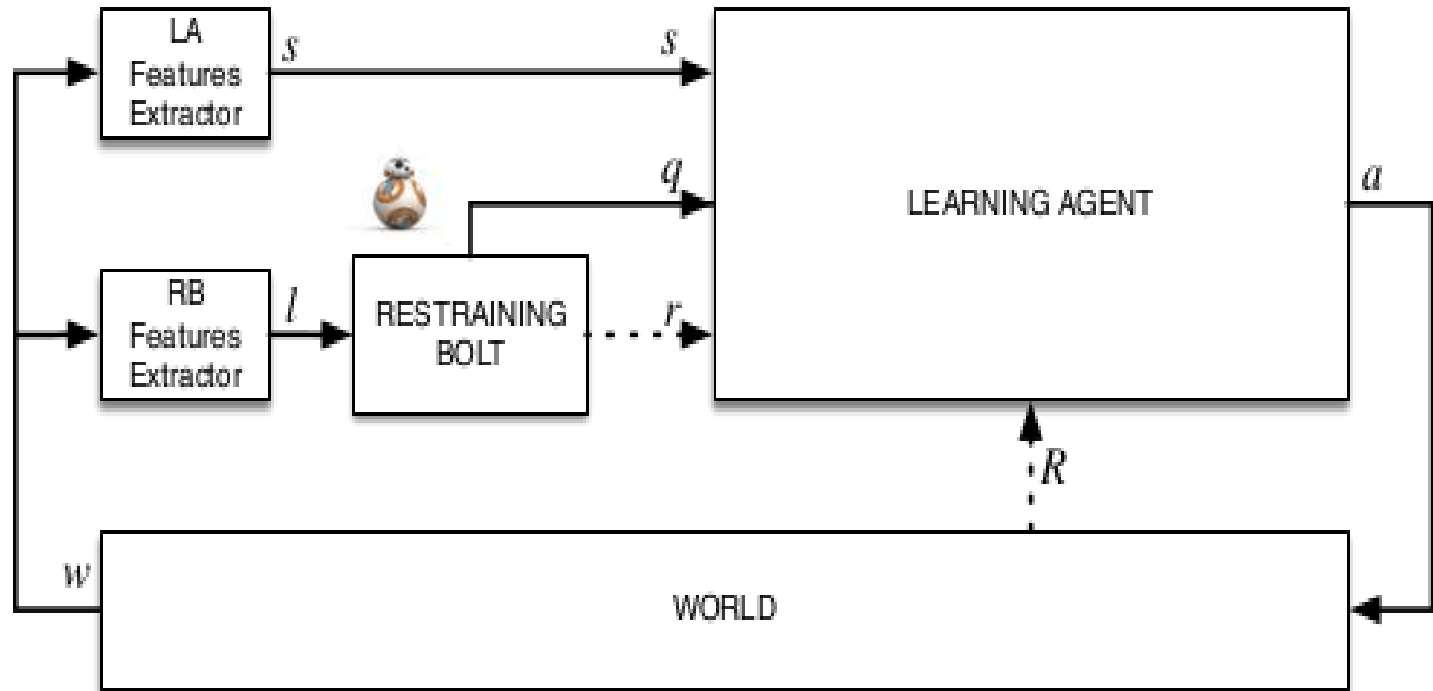 LA
Features
Extractor
s
s
q
LEARNING AGENT
a
RB
Features
Extractor
l
RESTRAINING
BOLT
r
R
w
WORLD